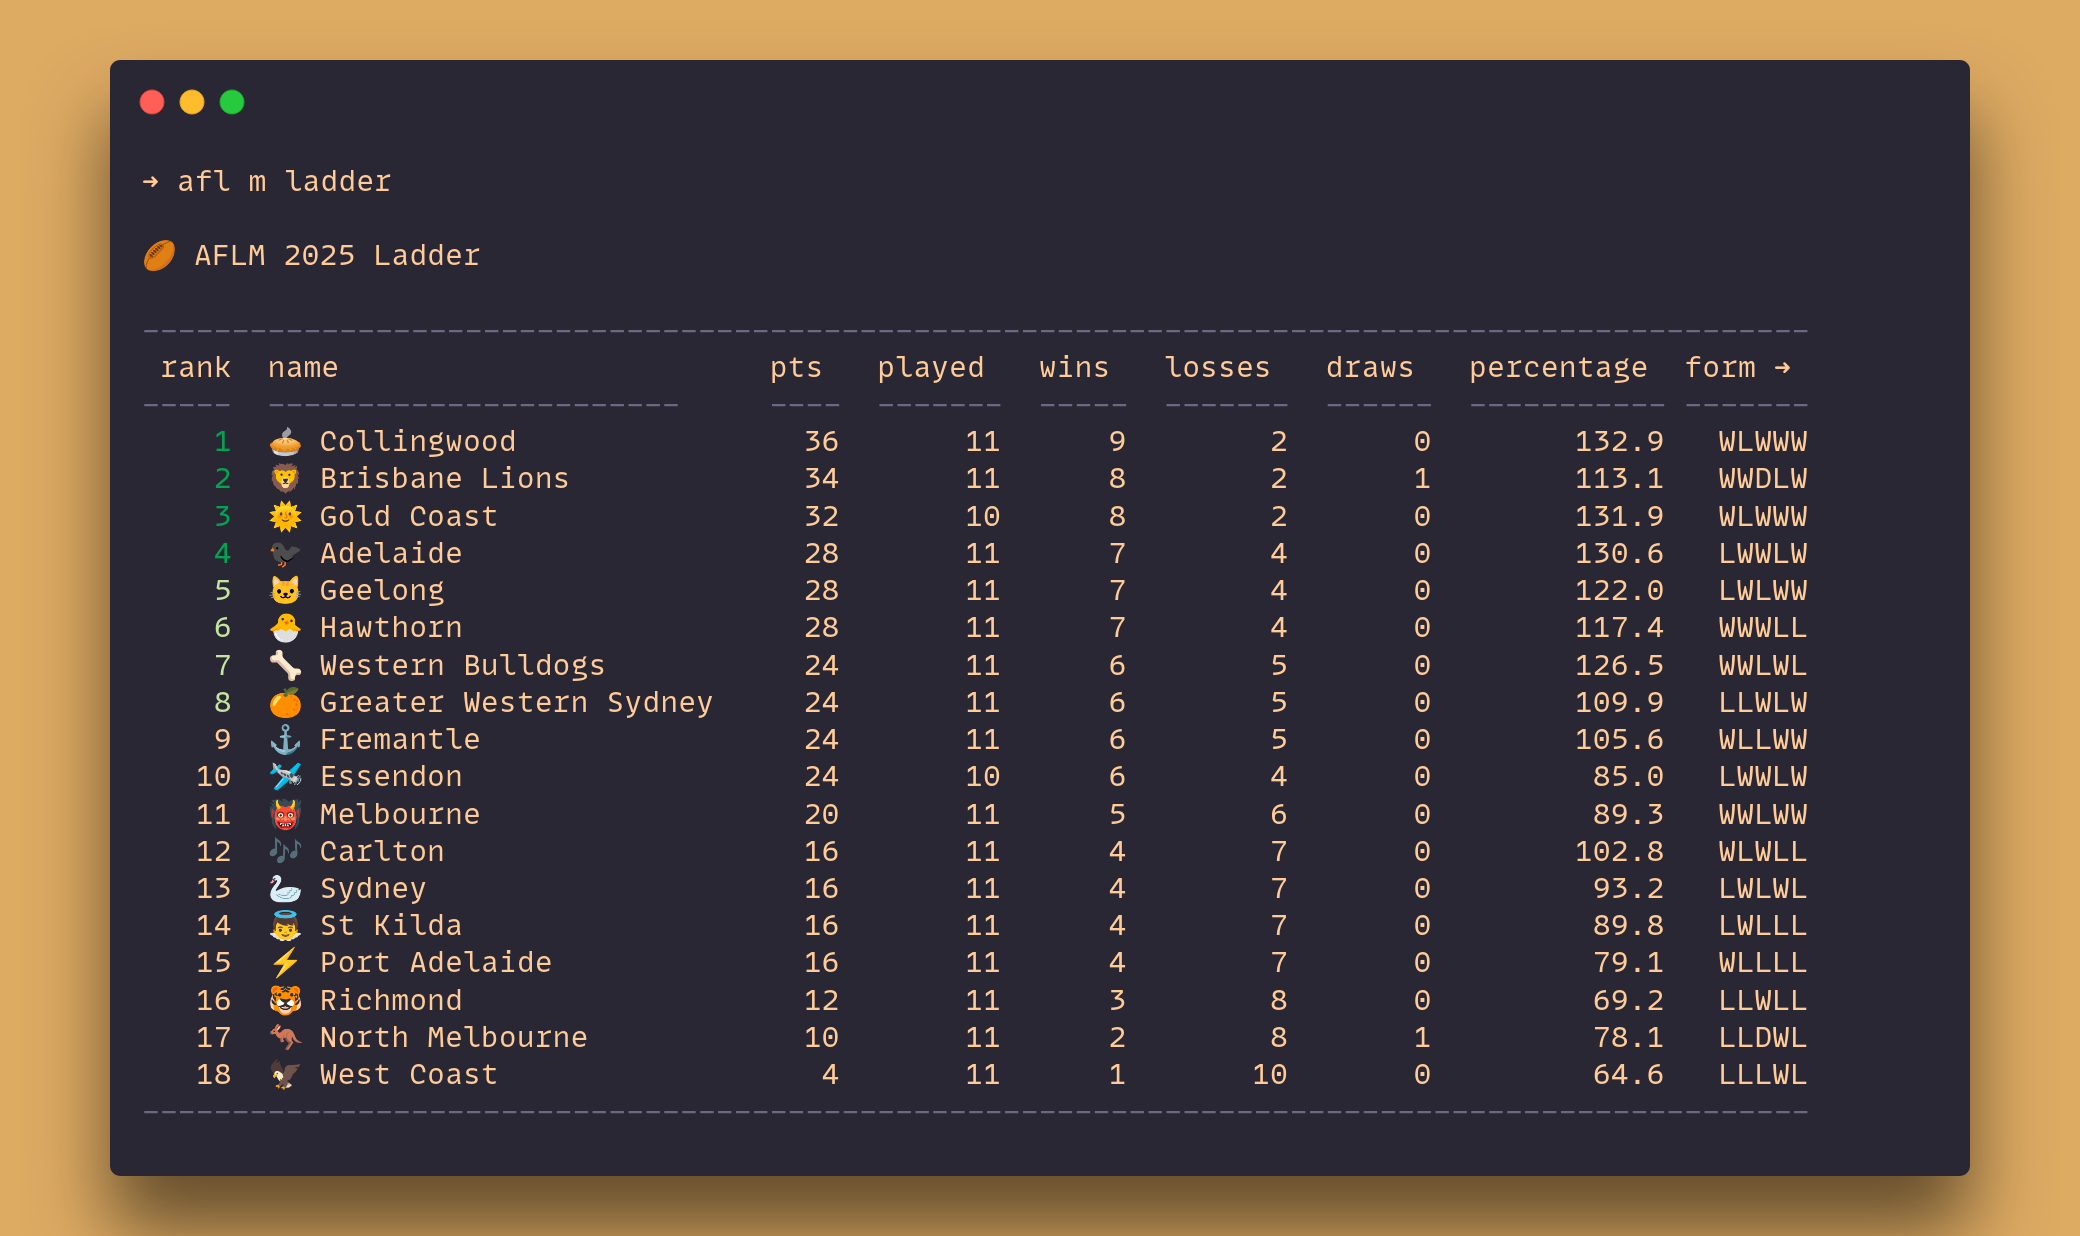 ➜ afl m ladder
🏉 AFLM 2025 Ladder
---------------------------------------------------------------------------------------------
rank name pts played wins losses draws percentage form ➜
----- ----------------------- ---- ------- ----- ------- ------ ----------- -------
1 🥧 Collingwood 36 11 9 2 0 132.9 WLWWW
2 🦁 Brisbane Lions 34 11 8 2 1 113.1 WWDLW
3 🌞 Gold Coast 32 10 8 2 0 131.9 WLWWW
4 🐦‍⬛ Adelaide 28 11 7 4 0 130.6 LWWLW
5 🐱 Geelong 28 11 7 4 0 122.0 LWLWW
6 🐣 Hawthorn 28 11 7 4 0 117.4 WWWLL
7 🦴 Western Bulldogs 24 11 6 5 0 126.5 WWLWL
8 🍊 Greater Western Sydney 24 11 6 5 0 109.9 LLWLW
9 ⚓ Fremantle 24 11 6 5 0 105.6 WLLWW
10 🛩️ Essendon 24 10 6 4 0 85.0 LWWLW
11 👹 Melbourne 20 11 5 6 0 89.3 WWLWW
12 🎶 Carlton 16 11 4 7 0 102.8 WLWLL
13 🦢 Sydney 16 11 4 7 0 93.2 LWLWL
14 👼 St Kilda 16 11 4 7 0 89.8 LWLLL
15 ⚡ Port Adelaide 16 11 4 7 0 79.1 WLLLL
16 🐯 Richmond 12 11 3 8 0 69.2 LLWLL
17 🦘 North Melbourne 10 11 2 8 1 78.1 LLDWL
18 🦅 West Coast 4 11 1 10 0 64.6 LLLWL
---------------------------------------------------------------------------------------------